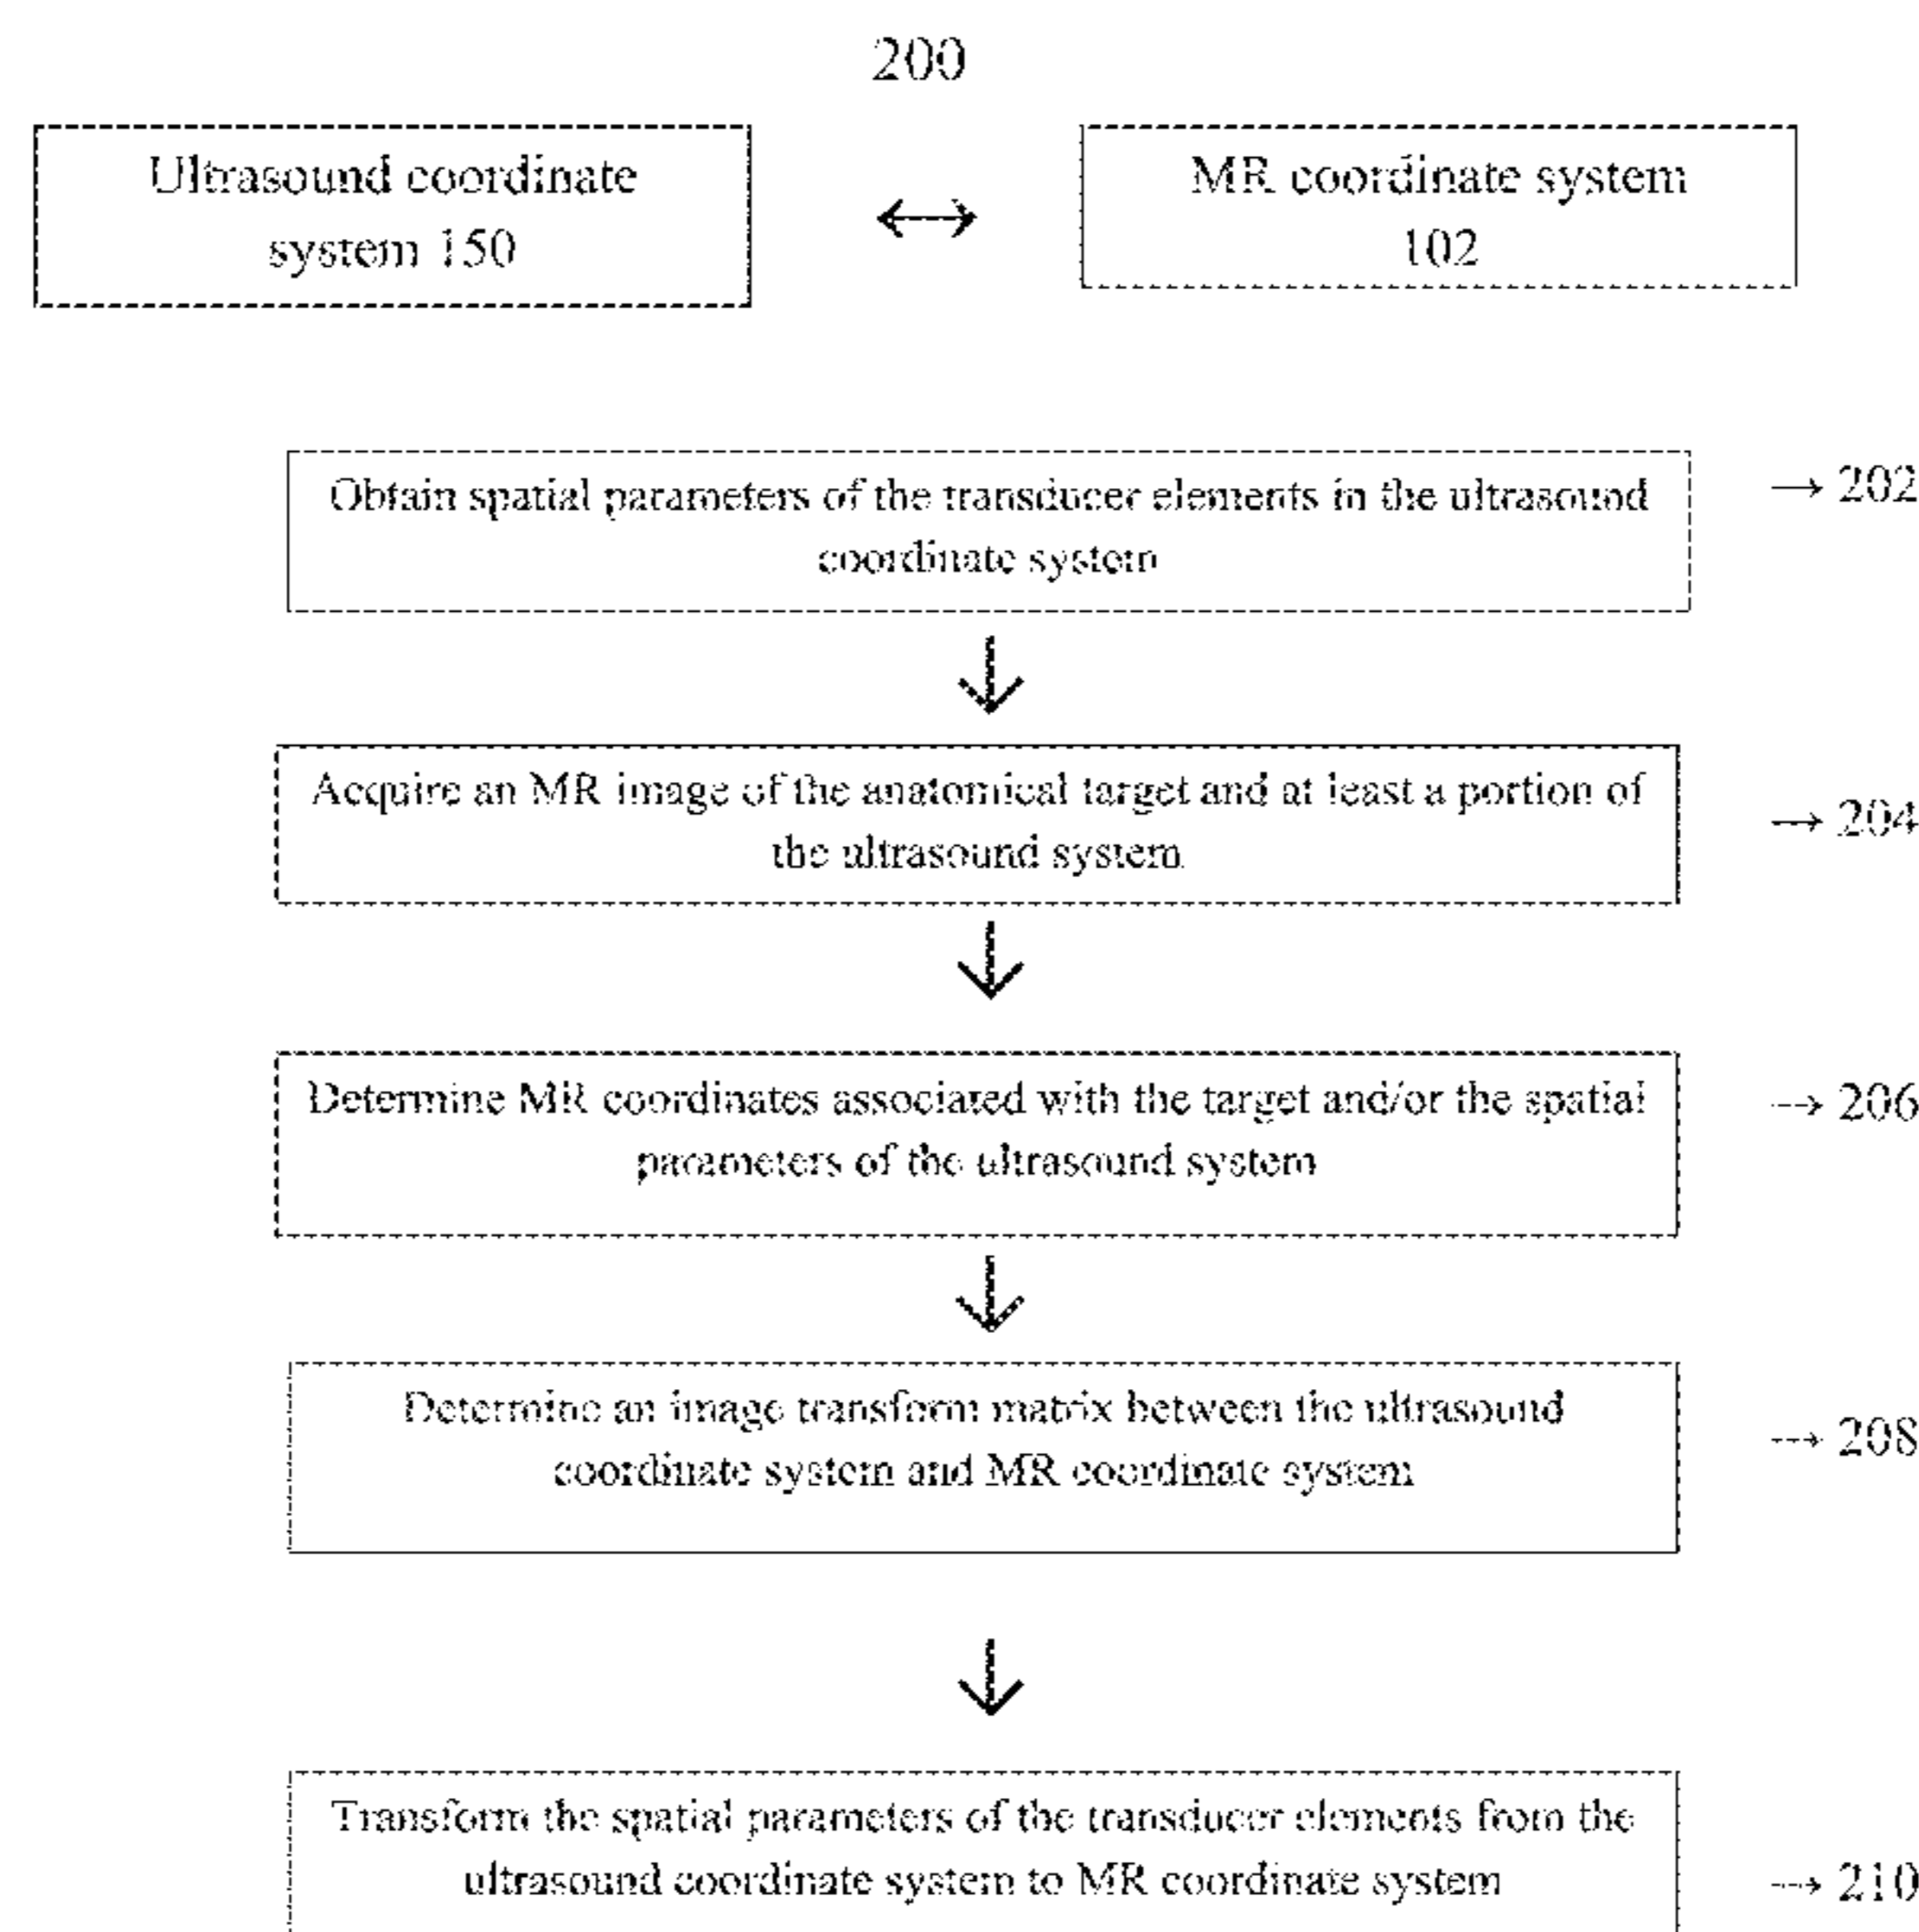 200
Ultrasound coordinate
system 150
MR coordinate system
102
Obtain spatial parameters of the transducer elements in the ultrasound
coordinate system
→ 202
Acquire an MR image of the anatomical target and at least a portion of
the ultrasound system
→ 204
Determine MR coordinates associated with the target and/or the spatial
parameters of the ultrasound system
→ 206
Determine an image transform matrix between the ultrasound
coordinate system and MR coordinate system
→ 208
Transform the spatial parameters of the transducer elements from the
ultrasound coordinate system to MR coordinate system
→ 210